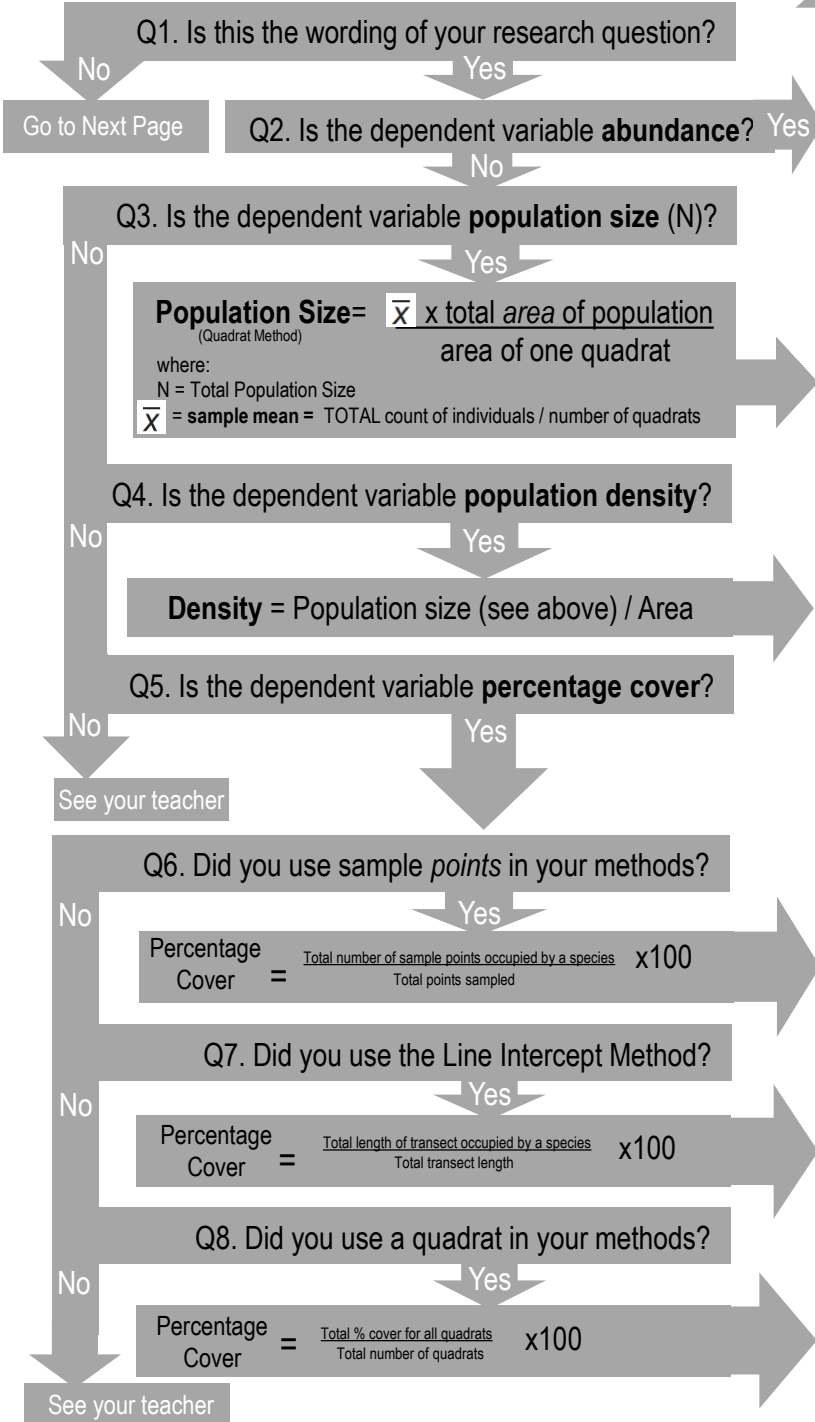 Q1. Is this the wording of your research question?
No
Yes
Go to Next Page
Q2. Is the dependent variable abundance?
Yes
No
Q3. Is the dependent variable population size (N)?
No
Yes
Population Size= x̅ x total area of population
(Quadrat Method)
area of one quadrat
where:
N = Total Population Size
x̅ = sample mean = TOTAL count of individuals / number of quadrats
Q4. Is the dependent variable population density?
No
Yes
Density = Population size (see above) / Area
Q5. Is the dependent variable percentage cover?
No
Yes
See your teacher
Q6. Did you use sample points in your methods?
No
Yes
Percentage
Cover
=
Total number of sample points occupied by a species
Total points sampled
x100
Q7. Did you use the Line Intercept Method?
No
Yes
Percentage
Cover
=
Total length of transect occupied by a species
Total transect length
x100
Q8. Did you use a quadrat in your methods?
No
Yes
Percentage
Cover
=
Total % cover for all quadrats
Total number of quadrats
x100
See your teacher